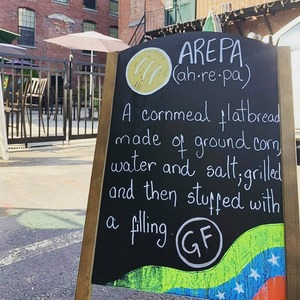 AREPA
(ah·re·pa)
A cornmeal flatbread
made of ground corn,
water and salt; grilled
and then stuffed with
a filling.
GF